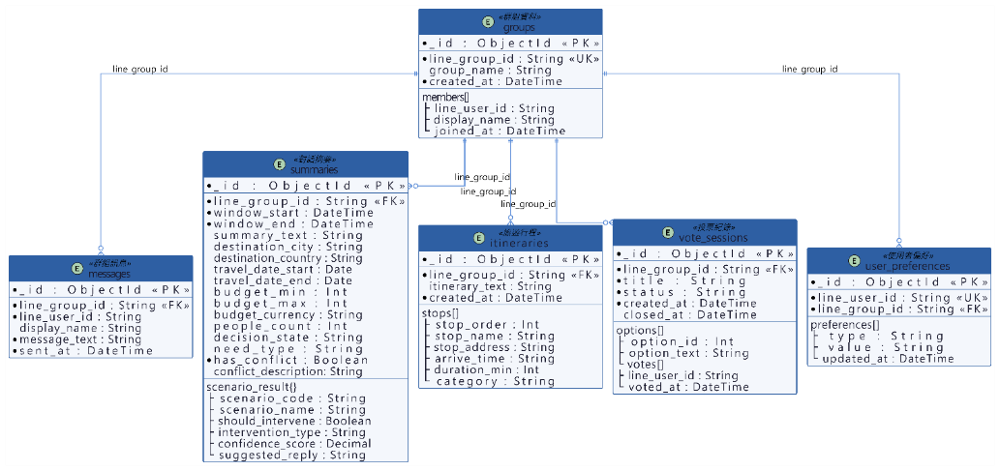 «群組資料»
E
groups
_id : ObjectId «PK»
line_group_id : String «UK»
group_name : String
created_at : DateTime
members[]
├ line_user_id : String
├ display_name : String
└ joined_at : DateTime
line_group_id
line_group_id
line_group_id
line_group_id
line_group_id
«對話摘要»
E
summaries
_id : ObjectId «PK»
line_group_id : String «FK»
window_start : DateTime
window_end : DateTime
summary_text : String
destination_city : String
destination_country : String
travel_date_start : Date
travel_date_end : Date
budget_min : Int
budget_max : Int
budget_currency : String
people_count : Int
decision_state : String
need_type : String
has_conflict : Boolean
conflict_description: String
scenario_result{}
├ scenario_code : String
├ scenario_name : String
├ should_intervene : Boolean
├ intervention_type : String
├ confidence_score : Decimal
└ suggested_reply : String
«群組訊息»
E
messages
_id : ObjectId «PK»
line_group_id : String «FK»
line_user_id : String
display_name : String
message_text : String
sent_at : DateTime
«旅遊行程»
E
itineraries
_id : ObjectId «PK»
line_group_id : String «FK»
itinerary_text : String
created_at : DateTime
stops[]
├ stop_order : Int
├ stop_name : String
├ stop_address : String
├ arrive_time : String
├ duration_min : Int
└ category : String
«投票紀錄»
E
vote_sessions
_id : ObjectId «PK»
line_group_id : String «FK»
title : String
status : String
created_at : DateTime
closed_at : DateTime
options[]
├ option_id : Int
├ option_text : String
└ votes[]
├ line_user_id : String
└ voted_at : DateTime
«使用者偏好»
E
user_preferences
_id : ObjectId «PK»
line_user_id : String «UK»
line_group_id : String «FK»
preferences[]
├ type : String
├ value : String
└ updated_at : DateTime